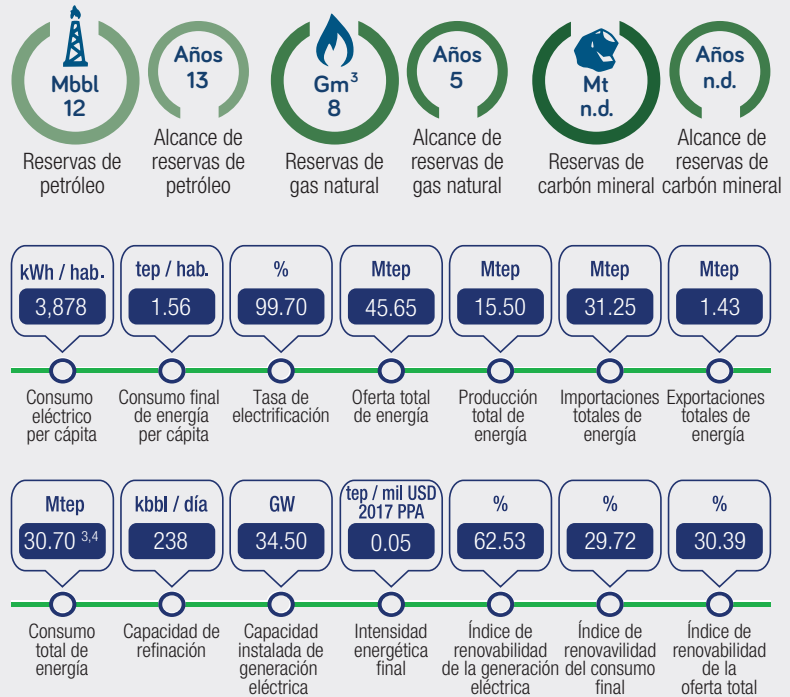 Mbbl
12
Reservas de
petróleo
Años
13
Alcance de
reservas de
petróleo
Gm³
8
Reservas de
gas natural
Años
5
Alcance de
reservas de
gas natural
Mt
n.d.
Reservas de
carbón mineral
Años
n.d.
Alcance de
reservas de
carbón mineral
kWh / hab.
3,878
Consumo
eléctrico
per cápita
tep / hab.
1.56
Consumo final
de energía
per cápita
%
99.70
Tasa de
electrificación
Mtep
45.65
Oferta total
de energía
Mtep
15.50
Producción
total de
energía
Mtep
31.25
Importaciones
totales de
energía
Mtep
1.43
Exportaciones
totales de
energía
Mtep
30.70 3,4
Consumo
total de
energía
kbbl / día
238
Capacidad de
refinación
GW
34.50
Capacidad
instalada de
generación
eléctrica
tep / mil USD
2017 PPA
0.05
Intensidad
energética
final
%
62.53
Índice de
renovabilidad
de la generación
eléctrica
%
29.72
Índice de
renovavilidad
del consumo
final
%
30.39
Índice de
renovabilidad
de la
oferta total